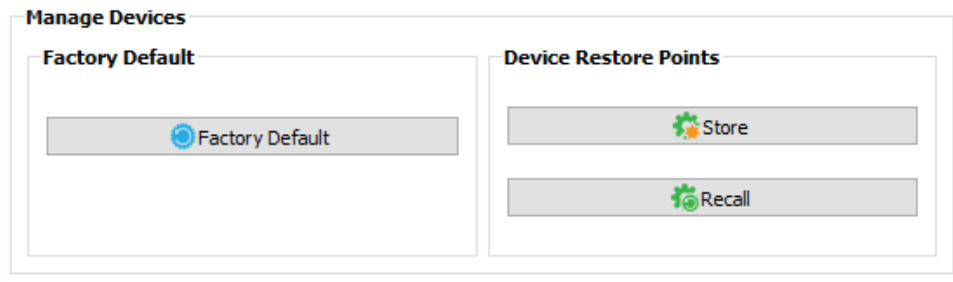 Manage Devices
Factory Default
Factory Default
Device Restore Points
Store
Recall